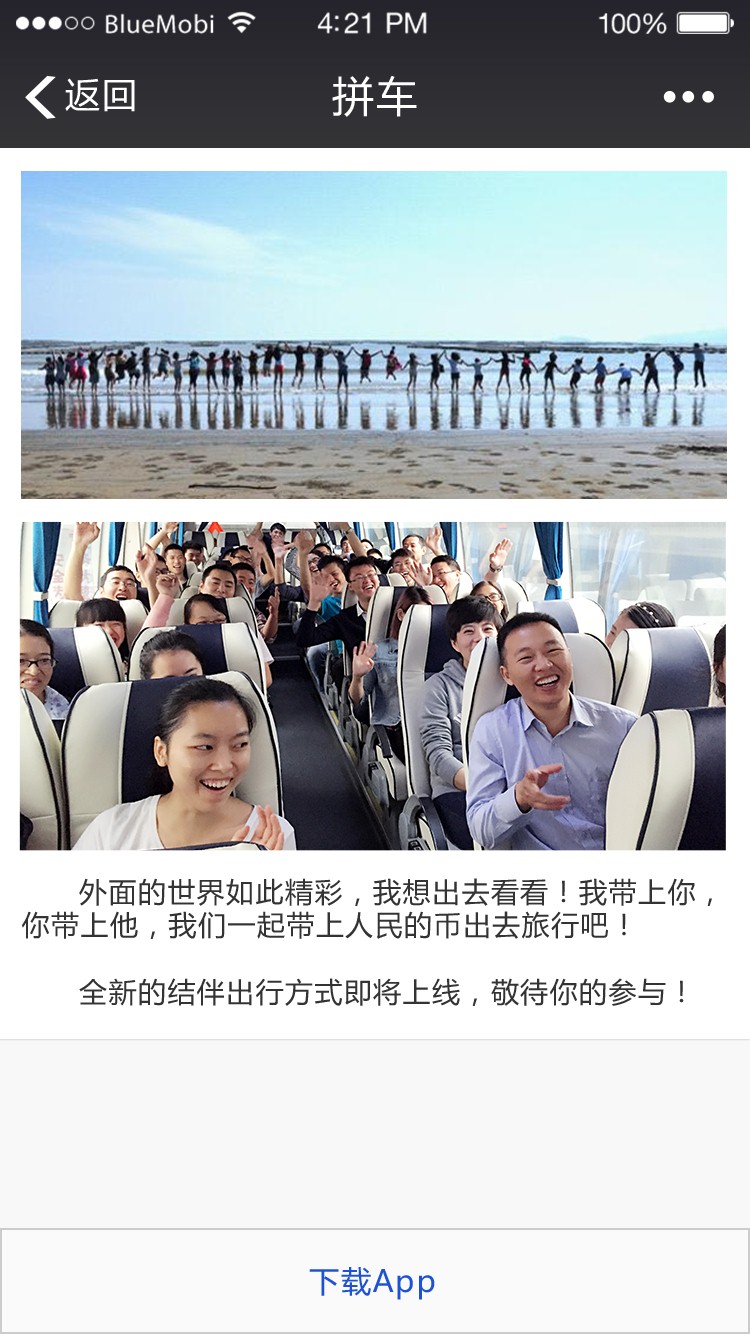 BlueMobi 4:21 PM 100%
返回 拼车
外面的世界如此精彩，我想出去看看！我带上你，
你带上他，我们一起带上人民的币出去旅行吧！
全新的结伴出行方式即将上线，敬待你的参与！
下载App